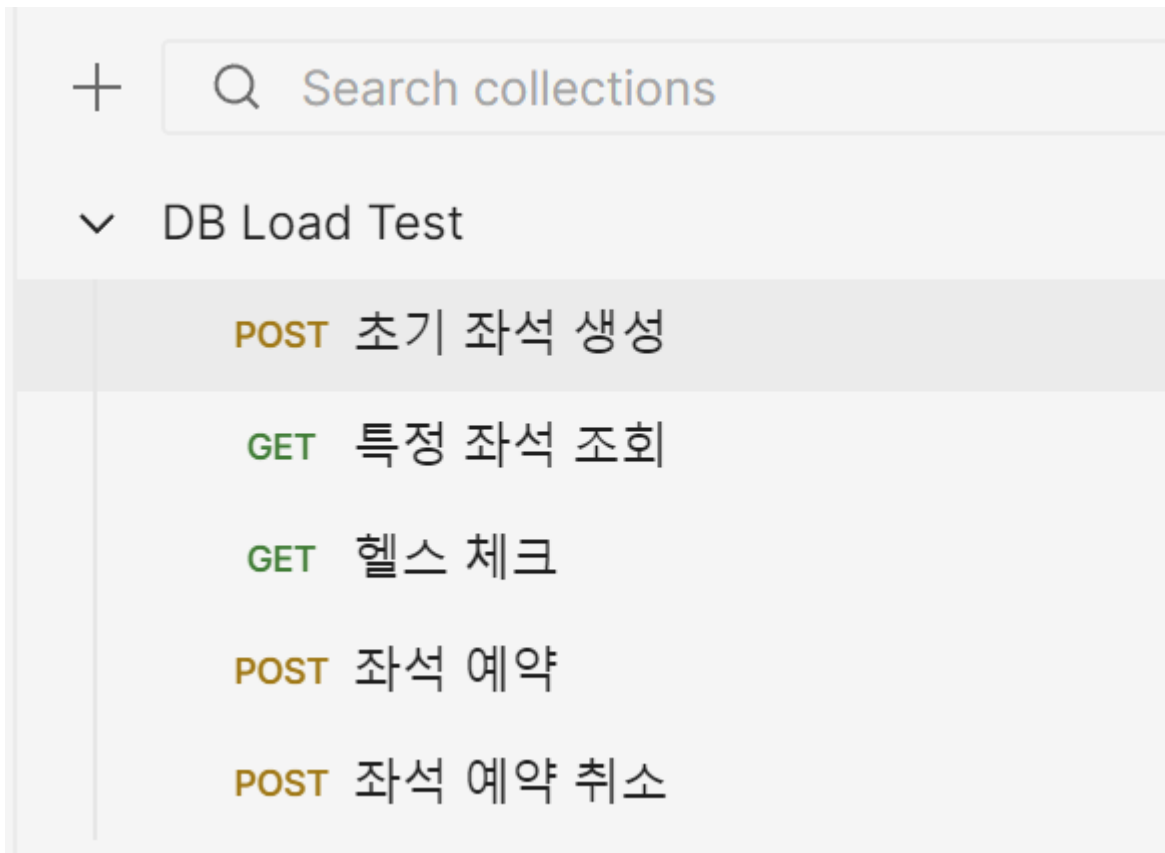 Search collections
DB Load Test
POST 초기 좌석 생성
GET 특정 좌석 조회
GET 헬스 체크
POST 좌석 예약
POST 좌석 예약 취소